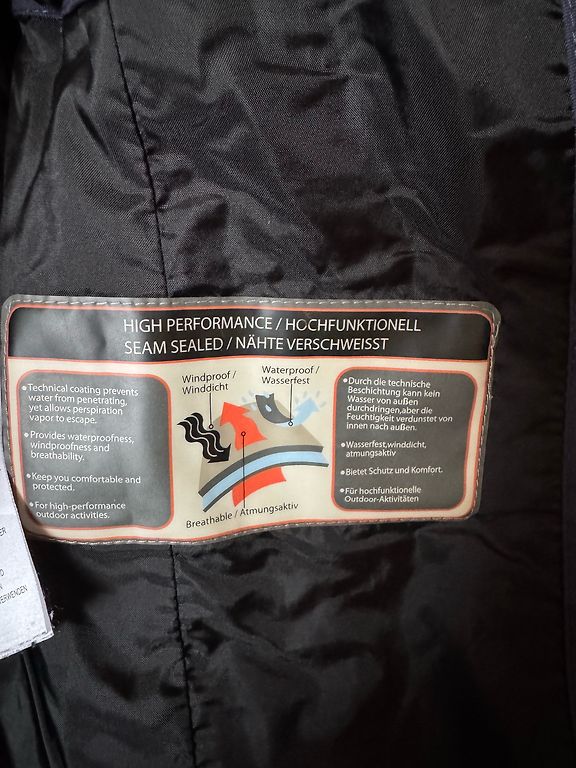 HIGH PERFORMANCE / HOCHFUNKTIONELL
SEAM SEALED / NÄHTE VERSCHWEISST
•Technical coating prevents
water from penetrating,
yet allows perspiration
vapor to escape.
•Provides waterproofness,
windproofness and
breathability.
•Keep you comfortable and
protected.
•For high-performance
outdoor activities.
Windproof /
Winddicht
Waterproof /
Wasserfest
Breathable / Atmungsaktiv
•Durch die technische
Beschichtung kann kein
Wasser von außen
durchdringen,aber die
Feuchtigkeit verdunstet von
innen nach außen.
•Wasserfest,winddicht,
atmungsaktiv
•Bietet Schutz und Komfort.
•Für hochfunktionelle
Outdoor-Aktivitäten